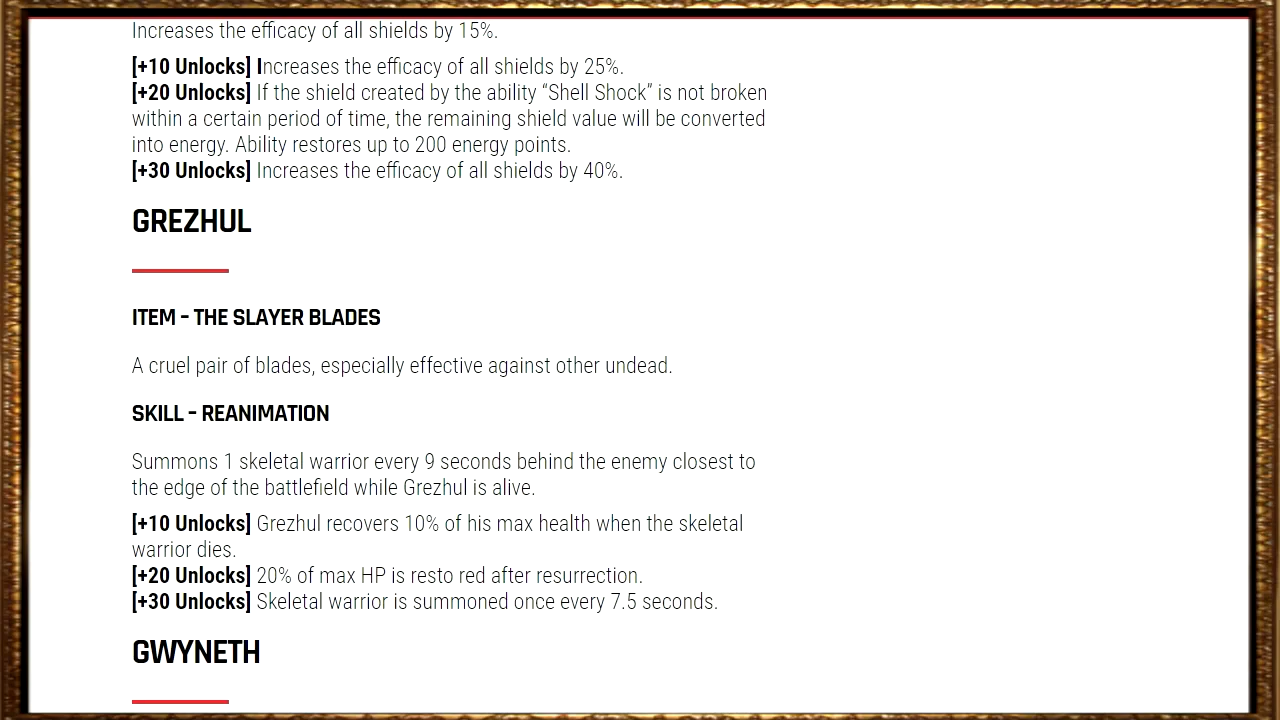 Increases the efficacy of all shields by 15%.
[+10 Unlocks] Increases the efficacy of all shields by 25%.
[+20 Unlocks] If the shield created by the ability “Shell Shock” is not broken
within a certain period of time, the remaining shield value will be converted
into energy. Ability restores up to 200 energy points.
[+30 Unlocks] Increases the efficacy of all shields by 40%.
GREZHUL
ITEM – THE SLAYER BLADES
A cruel pair of blades, especially effective against other undead.
SKILL – REANIMATION
Summons 1 skeletal warrior every 9 seconds behind the enemy closest to
the edge of the battlefield while Grezhul is alive.
[+10 Unlocks] Grezhul recovers 10% of his max health when the skeletal
warrior dies.
[+20 Unlocks] 20% of max HP is restored after resurrection.
[+30 Unlocks] Skeletal warrior is summoned once every 7.5 seconds.
GWYNETH